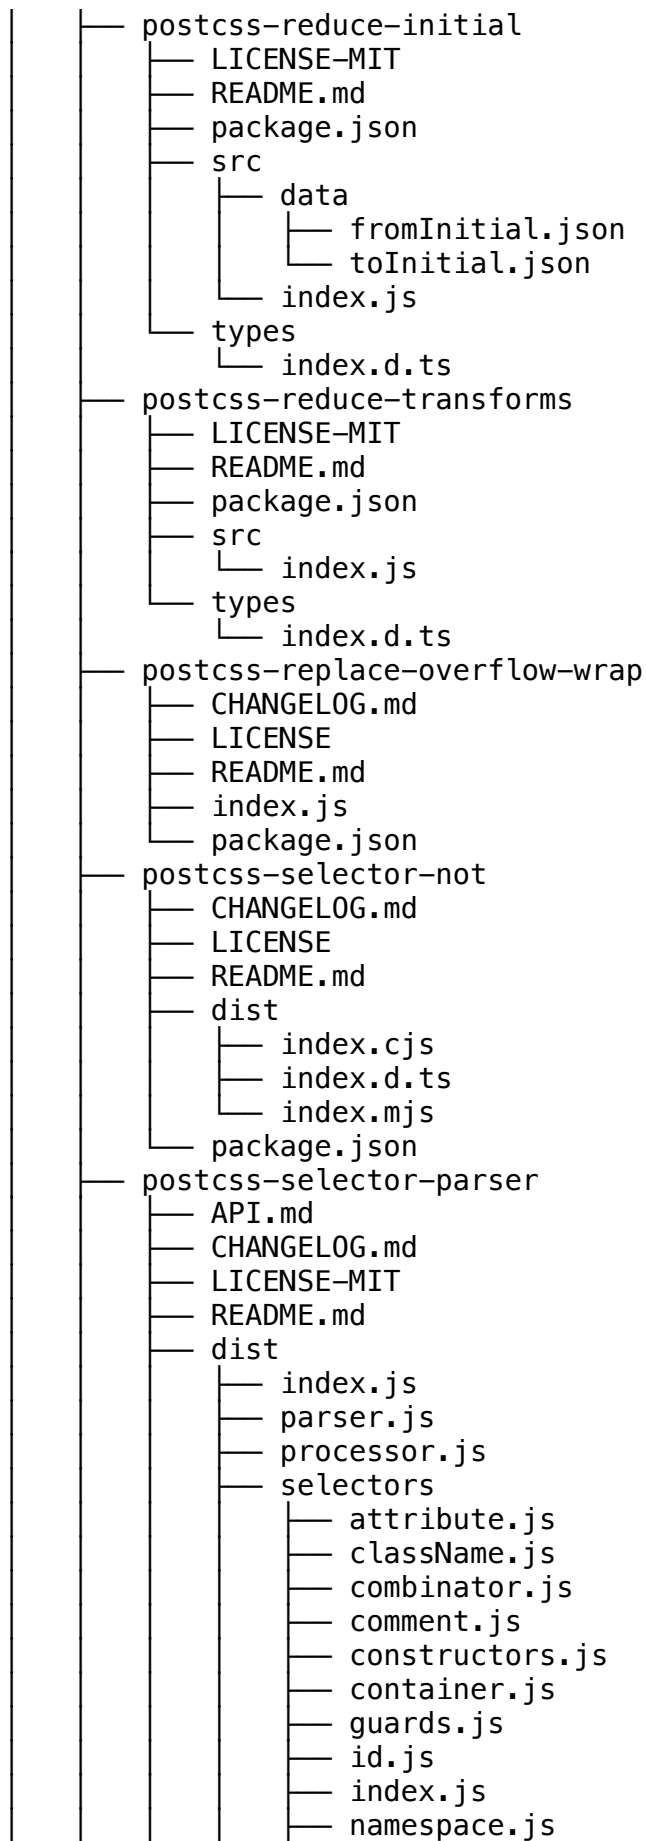 │   ├── postcss-reduce-initial
│   │   ├── LICENSE-MIT
│   │   ├── README.md
│   │   ├── package.json
│   │   ├── src
│   │   │   ├── data
│   │   │   │   ├── fromInitial.json
│   │   │   │   └── toInitial.json
│   │   │   └── index.js
│   │   └── types
│   │       └── index.d.ts
│   ├── postcss-reduce-transforms
│   │   ├── LICENSE-MIT
│   │   ├── README.md
│   │   ├── package.json
│   │   ├── src
│   │   │   └── index.js
│   │   └── types
│   │       └── index.d.ts
│   ├── postcss-replace-overflow-wrap
│   │   ├── CHANGELOG.md
│   │   ├── LICENSE
│   │   ├── README.md
│   │   ├── index.js
│   │   └── package.json
│   ├── postcss-selector-not
│   │   ├── CHANGELOG.md
│   │   ├── LICENSE
│   │   ├── README.md
│   │   ├── dist
│   │   │   ├── index.cjs
│   │   │   ├── index.d.ts
│   │   │   └── index.mjs
│   │   └── package.json
│   ├── postcss-selector-parser
│   │   ├── API.md
│   │   ├── CHANGELOG.md
│   │   ├── LICENSE-MIT
│   │   ├── README.md
│   │   ├── dist
│   │   │   ├── index.js
│   │   │   ├── parser.js
│   │   │   ├── processor.js
│   │   │   ├── selectors
│   │   │   │   ├── attribute.js
│   │   │   │   ├── className.js
│   │   │   │   ├── combinator.js
│   │   │   │   ├── comment.js
│   │   │   │   ├── constructors.js
│   │   │   │   ├── container.js
│   │   │   │   ├── guards.js
│   │   │   │   ├── id.js
│   │   │   │   ├── index.js
│   │   │   │   ├── namespace.js